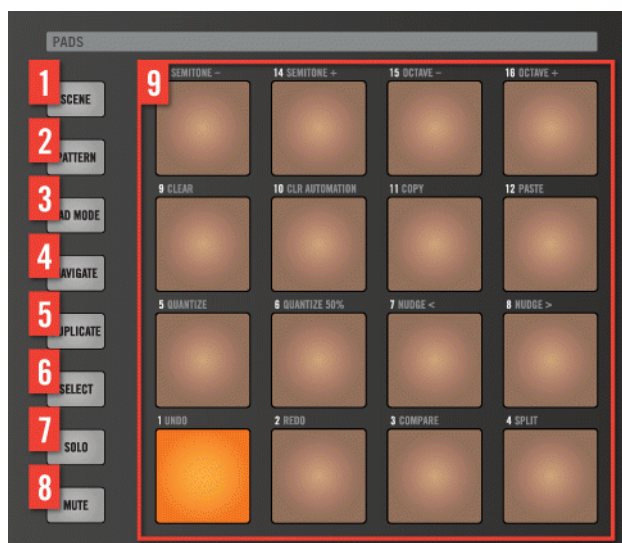 PADS
1
SCENE
2
PATTERN
3
AD MODE
4
NAVIGATE
5
UPLICATE
6
SELECT
7
SOLO
8
MUTE
9
SEMITONE −
14 SEMITONE +
15 OCTAVE −
16 OCTAVE +
9 CLEAR
10 CLR AUTOMATION
11 COPY
12 PASTE
5 QUANTIZE
6 QUANTIZE 50%
7 NUDGE <
8 NUDGE >
1 UNDO
2 REDO
3 COMPARE
4 SPLIT